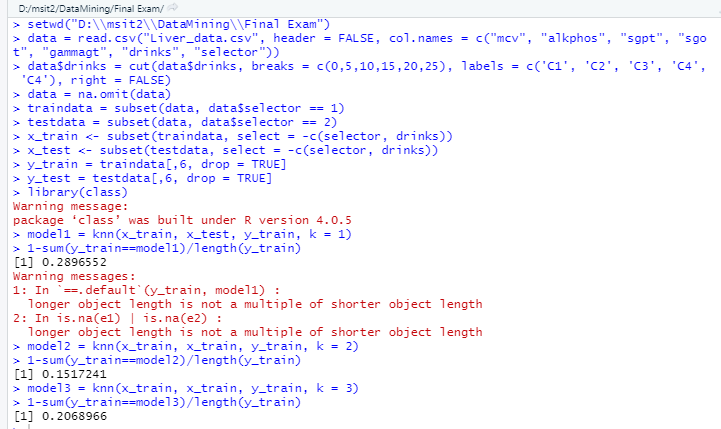 D:/msit2/DataMining/Final Exam/
> setwd("D:\\msit2\\DataMining\\Final Exam")
> data = read.csv("Liver_data.csv", header = FALSE, col.names = c("mcv", "alkphos", "sgpt", "sgo
t", "gammagt", "drinks", "selector"))
> data$drinks = cut(data$drinks, breaks = c(0,5,10,15,20,25), labels = c('C1', 'C2', 'C3', 'C4',
'C4'), right = FALSE)
> data = na.omit(data)
> traindata = subset(data, data$selector == 1)
> testdata = subset(data, data$selector == 2)
> x_train <- subset(traindata, select = -c(selector, drinks))
> x_test <- subset(testdata, select = -c(selector, drinks))
> y_train = traindata[,6, drop = TRUE]
> y_test = testdata[,6, drop = TRUE]
> library(class)
Warning message:
package ‘class’ was built under R version 4.0.5
> model1 = knn(x_train, x_test, y_train, k = 1)
> 1-sum(y_train==model1)/length(y_train)
[1] 0.2896552
Warning messages:
1: In `==.default`(y_train, model1) :
longer object length is not a multiple of shorter object length
2: In is.na(e1) | is.na(e2) :
longer object length is not a multiple of shorter object length
> model2 = knn(x_train, x_train, y_train, k = 2)
> 1-sum(y_train==model2)/length(y_train)
[1] 0.1517241
> model3 = knn(x_train, x_train, y_train, k = 3)
> 1-sum(y_train==model3)/length(y_train)
[1] 0.2068966